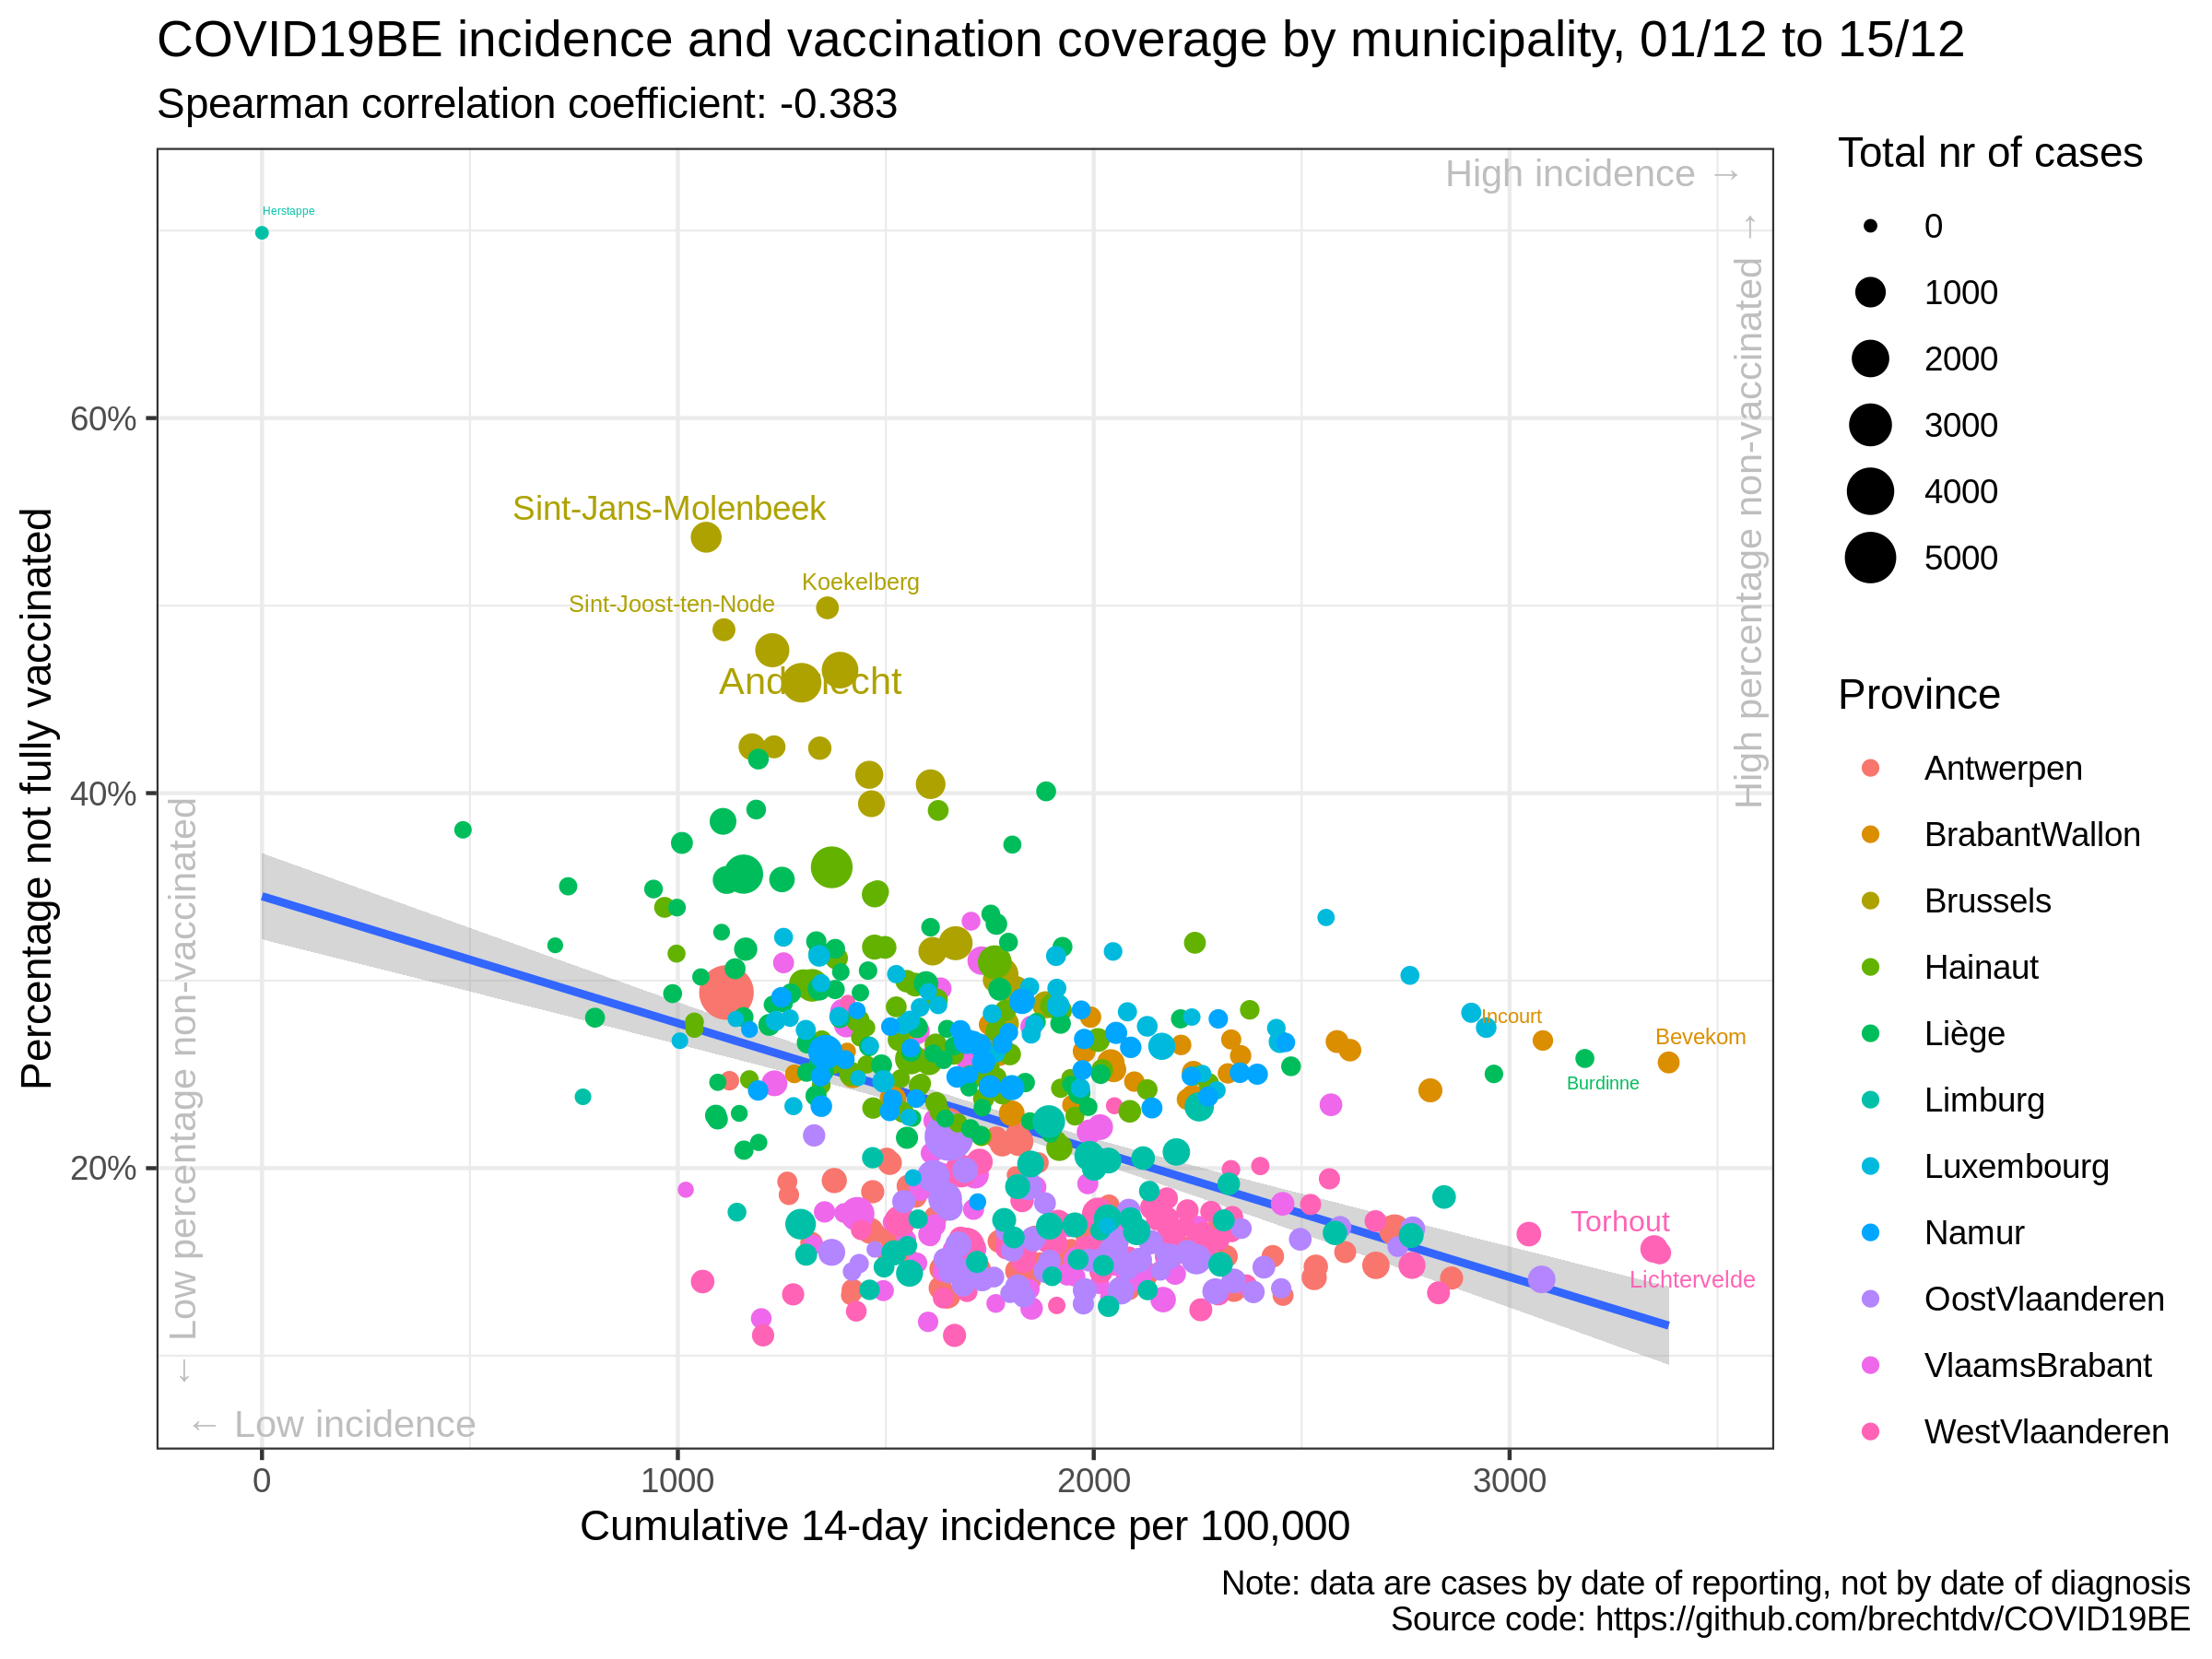 COVID19BE incidence and vaccination coverage by municipality, 01/12 to 15/12
Spearman correlation coefficient: -0.383
High incidence →
High percentage non-vaccinated →
Herstappe
Sint-Jans-Molenbeek
Koekelberg
Sint-Joost-ten-Node
Incourt
Bevekom
Burdinne
Torhout
Lichtervelde
← Low percentage non-vaccinated
← Low incidence
Percentage not fully vaccinated
60%
40%
20%
0
1000
2000
3000
Cumulative 14-day incidence per 100,000
Total nr of cases
0
1000
2000
3000
4000
5000
Province
Antwerpen
BrabantWallon
Brussels
Hainaut
Liège
Limburg
Luxembourg
Namur
OostVlaanderen
VlaamsBrabant
WestVlaanderen
Note: data are cases by date of reporting, not by date of diagnosis
Source code: https://github.com/brechtdv/COVID19BE